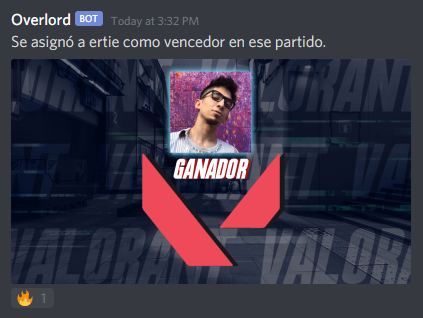 Overlord BOT Today at 3:32 PM
Se asignó a ertie como vencedor en ese partido.
VALORANT
GANADOR
VALORANT VALORA
🔥 1